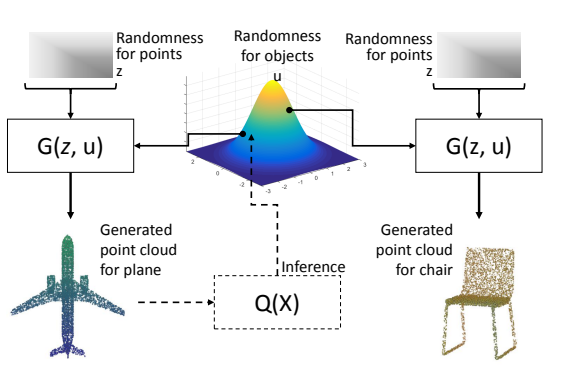 Randomness
for points
z
Randomness
for objects
u
Randomness
for points
z
G(z, u)
G(z, u)
2
0
-2
-3
-2
-1
0
1
2
3
Generated
point cloud
for plane
Generated
point cloud
for chair
Inference
Q(X)